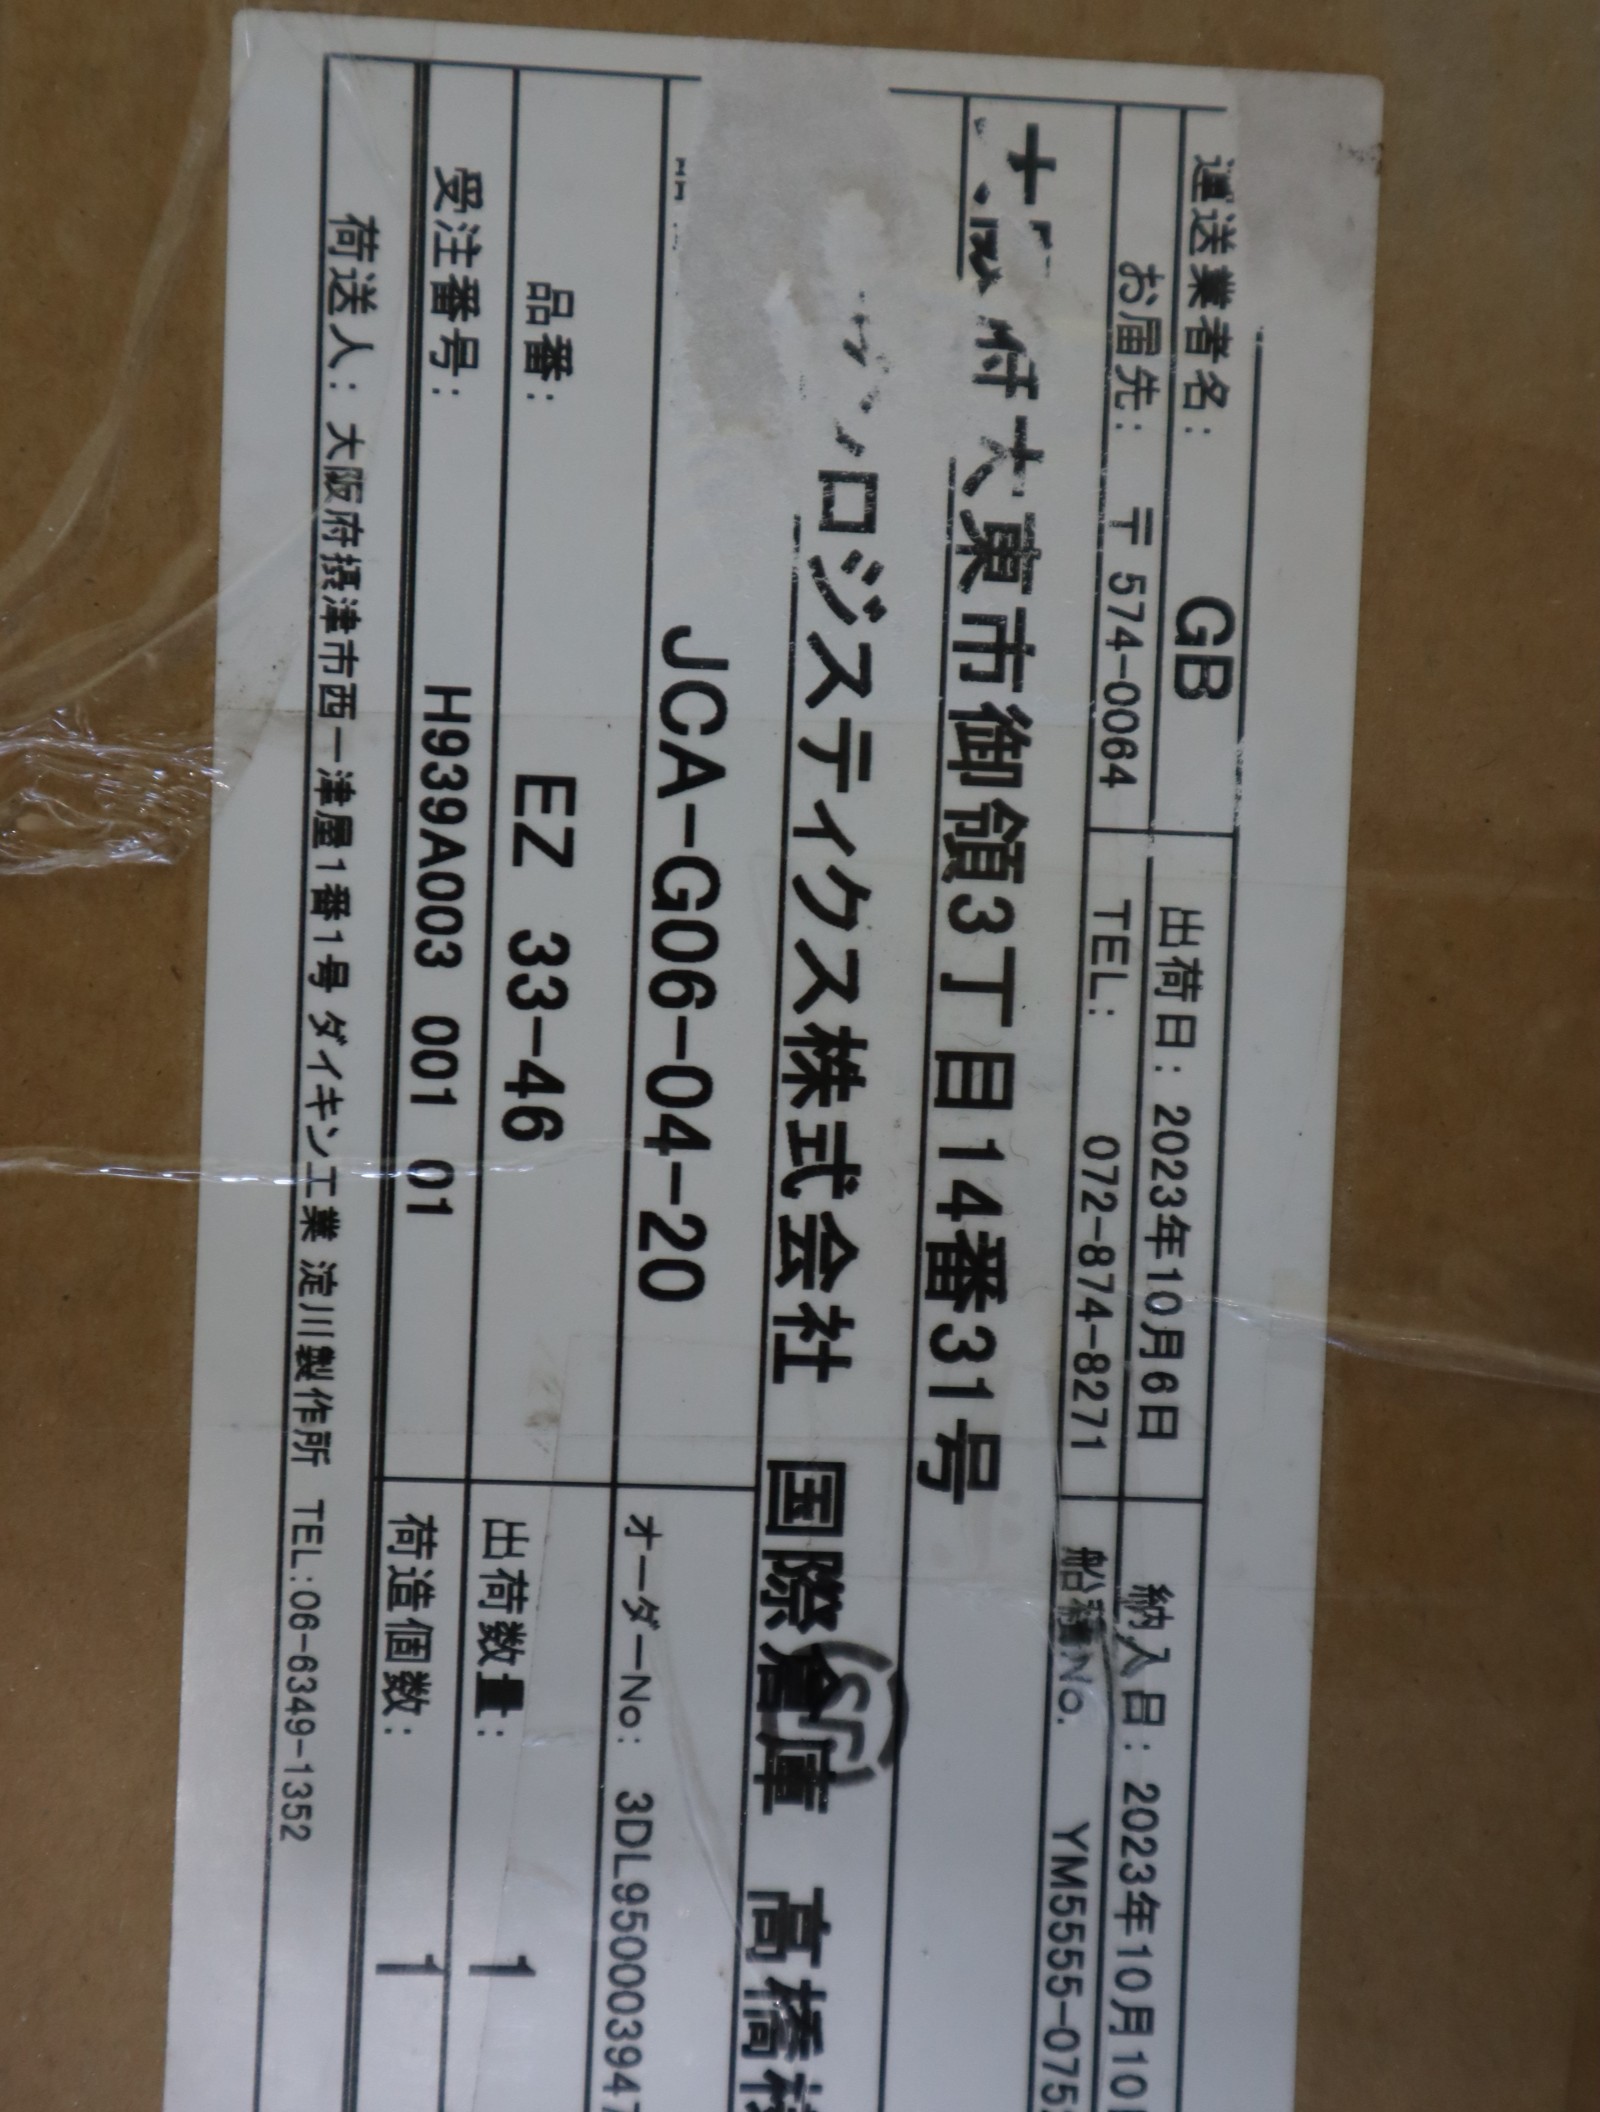 運送業者名: GB 出荷日: 2023年10月6日 納入日: 2023年10月10
お届先: 〒574-0064 TEL: 072-874-8271 船積No. YM5555-075
府大東市御領3丁目14番31号
ロジスティクス株式会社 国際倉庫 高橋
JCA-G06-04-20 オーダーNo: 3DL950003947
品番: EZ 33-46 出荷数量: 1
受注番号: H939A003 001 01 荷造個数: 1
荷送人: 大阪府摂津市西一津屋1番1号 ダイキン工業 淀川製作所 TEL:06-6349-1352